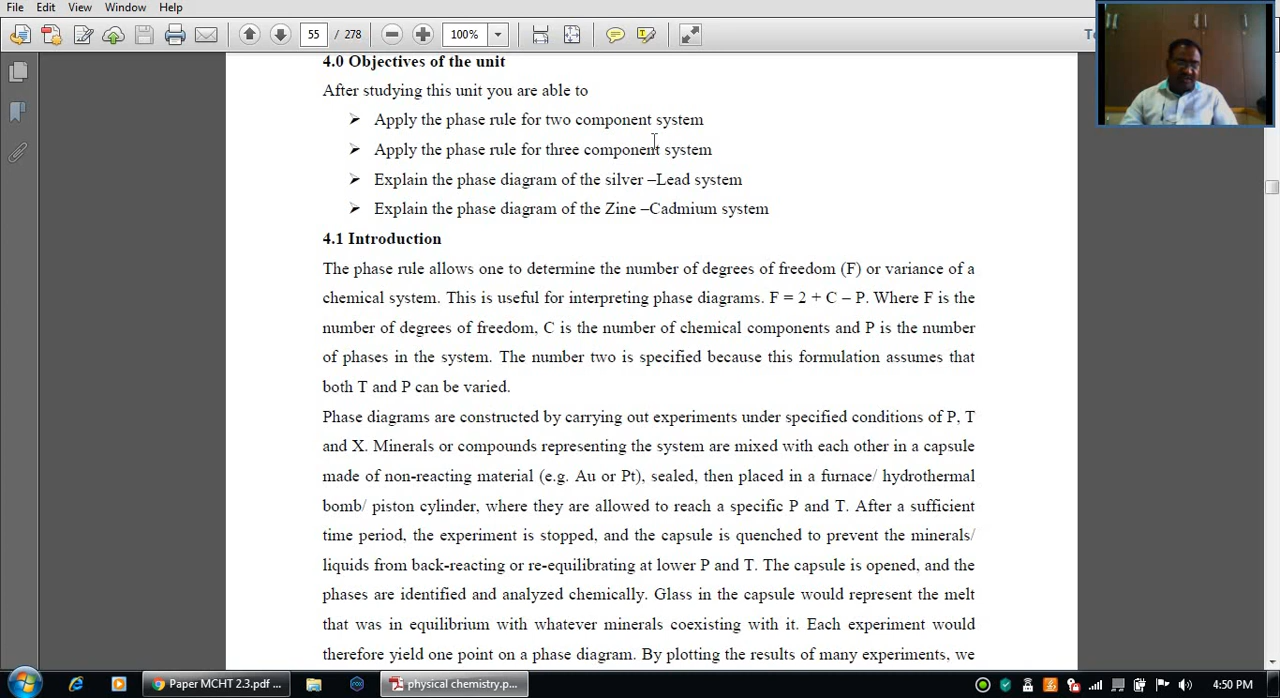 File Edit View Window Help
55 / 278 100%
4.0 Objectives of the unit
After studying this unit you are able to
➢ Apply the phase rule for two component system
➢ Apply the phase rule for three component system
➢ Explain the phase diagram of the silver –Lead system
➢ Explain the phase diagram of the Zine –Cadmium system
4.1 Introduction
The phase rule allows one to determine the number of degrees of freedom (F) or variance of a
chemical system. This is useful for interpreting phase diagrams. F = 2 + C – P. Where F is the
number of degrees of freedom, C is the number of chemical components and P is the number
of phases in the system. The number two is specified because this formulation assumes that
both T and P can be varied.
Phase diagrams are constructed by carrying out experiments under specified conditions of P, T
and X. Minerals or compounds representing the system are mixed with each other in a capsule
made of non-reacting material (e.g. Au or Pt), sealed, then placed in a furnace/ hydrothermal
bomb/ piston cylinder, where they are allowed to reach a specific P and T. After a sufficient
time period, the experiment is stopped, and the capsule is quenched to prevent the minerals/
liquids from back-reacting or re-equilibrating at lower P and T. The capsule is opened, and the
phases are identified and analyzed chemically. Glass in the capsule would represent the melt
that was in equilibrium with whatever minerals coexisting with it. Each experiment would
therefore yield one point on a phase diagram. By plotting the results of many experiments, we
Paper MCHT 2.3.pdf ... physical chemistry.p... 4:50 PM